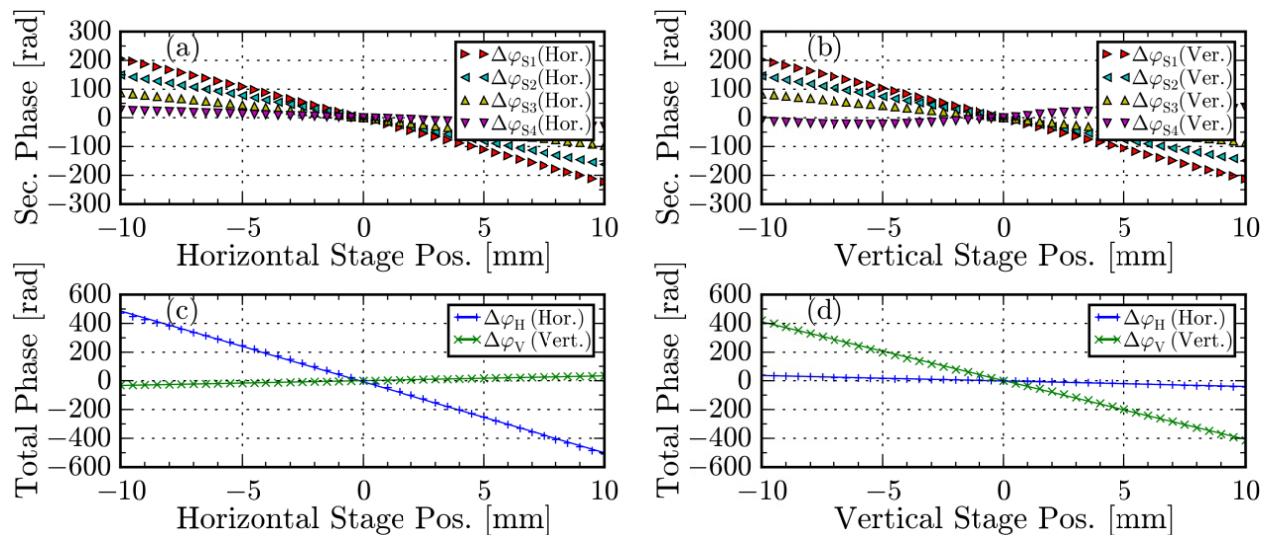 Sec. Phase [rad]
300
200
100
0
−100
−200
−300
(a)
Δφ_S1(Hor.)
Δφ_S2(Hor.)
Δφ_S3(Hor.)
Δφ_S4(Hor.)
−10 −5 0 5 10
Horizontal Stage Pos. [mm]
Sec. Phase [rad]
300
200
100
0
−100
−200
−300
(b)
Δφ_S1(Ver.)
Δφ_S2(Ver.)
Δφ_S3(Ver.)
Δφ_S4(Ver.)
−10 −5 0 5 10
Vertical Stage Pos. [mm]
Total Phase [rad]
600
400
200
0
−200
−400
−600
(c)
Δφ_H (Hor.)
Δφ_V (Vert.)
−10 −5 0 5 10
Horizontal Stage Pos. [mm]
Total Phase [rad]
600
400
200
0
−200
−400
−600
(d)
Δφ_H (Hor.)
Δφ_V (Vert.)
−10 −5 0 5 10
Vertical Stage Pos. [mm]